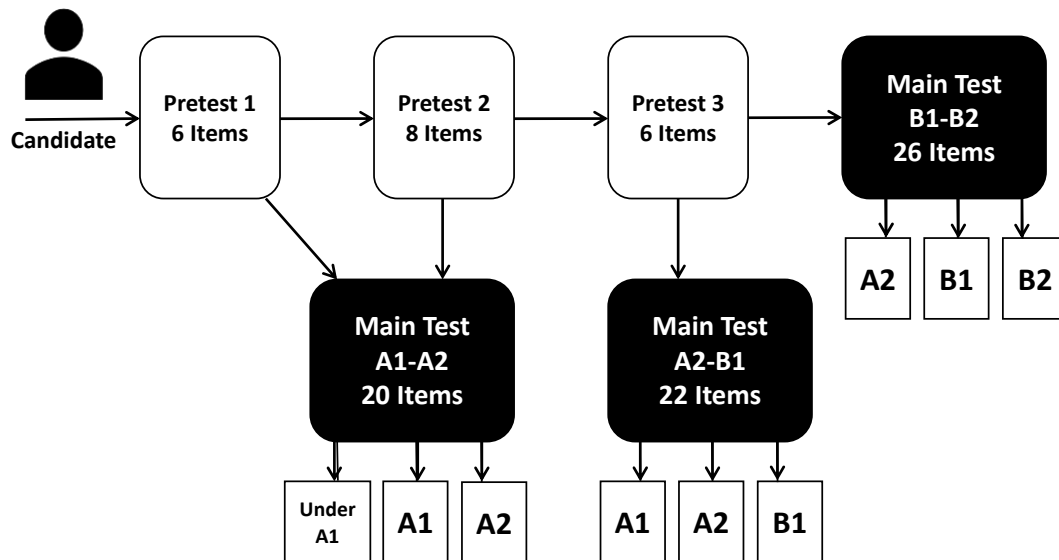 Candidate
Pretest 1
6 Items
Pretest 2
8 Items
Pretest 3
6 Items
Main Test
B1-B2
26 Items
A2
B1
B2
Main Test
A1-A2
20 Items
Main Test
A2-B1
22 Items
Under
A1
A1
A2
A1
A2
B1